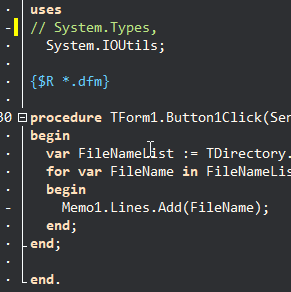 uses
// System.Types,
System.IOUtils;
{$R *.dfm}
30 procedure TForm1.Button1Click(Sen
begin
var FileNameList := TDirectory.
for var FileName in FileNameLis
begin
Memo1.Lines.Add(FileName);
end;
end;
end.